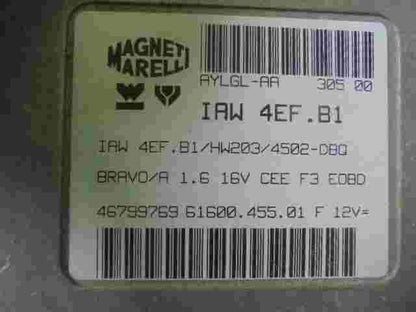 MAGNETI
MARELLI
AYLGL-AA 305 00
IAW 4EF.B1
IAW 4EF.B1/HW203/4502-DBQ
BRAVO/A 1.6 16V CEE F3 EOBD
46799769 61600.455.01 F 12V=